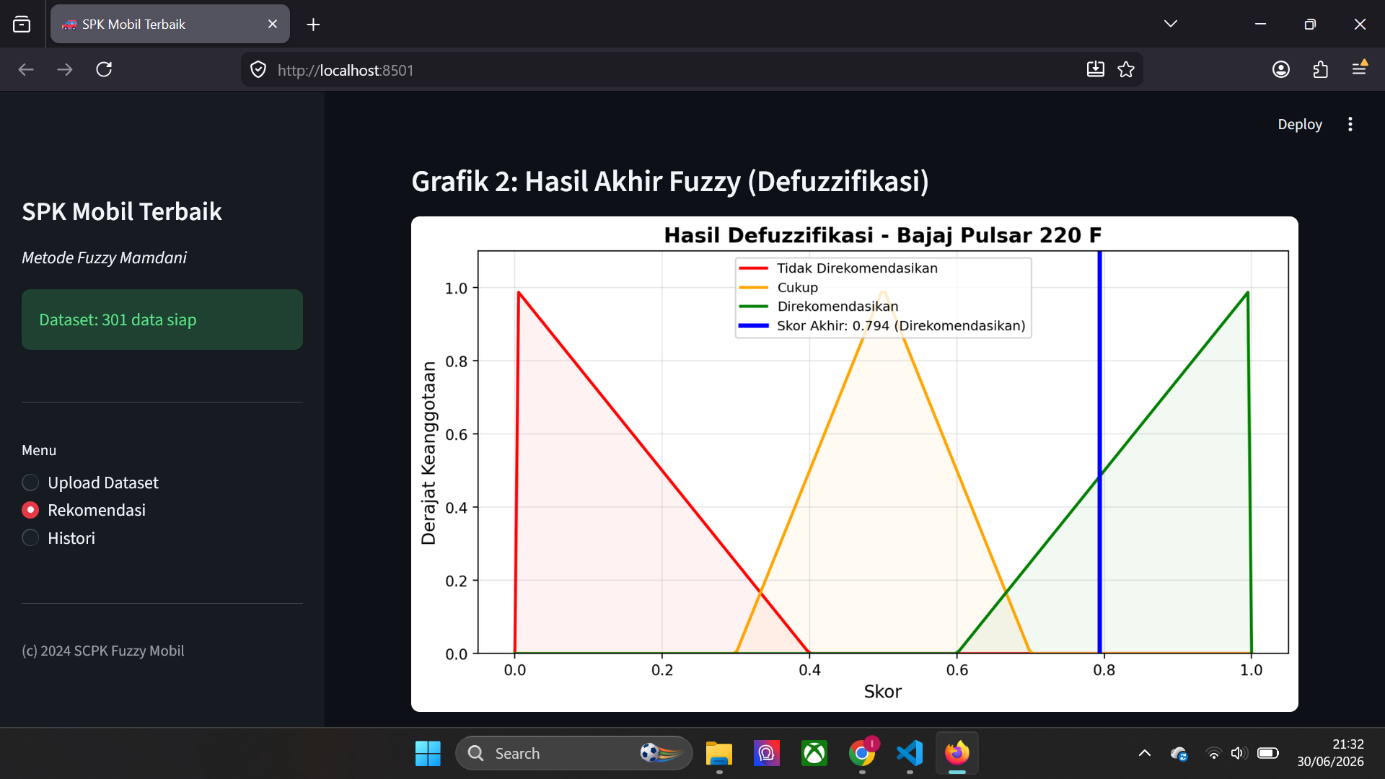 SPK Mobil Terbaik
http://localhost:8501
Deploy
SPK Mobil Terbaik
Metode Fuzzy Mamdani
Dataset: 301 data siap
Menu
Upload Dataset
Rekomendasi
Histori
(c) 2024 SCPK Fuzzy Mobil
Grafik 2: Hasil Akhir Fuzzy (Defuzzifikasi)
Hasil Defuzzifikasi - Bajaj Pulsar 220 F
Tidak Direkomendasikan
Cukup
Direkomendasikan
Skor Akhir: 0.794 (Direkomendasikan)
Derajat Keanggotaan
1.0
0.8
0.6
0.4
0.2
0.0
0.0 0.2 0.4 0.6 0.8 1.0
Skor
Search
1
21:32
30/06/2026